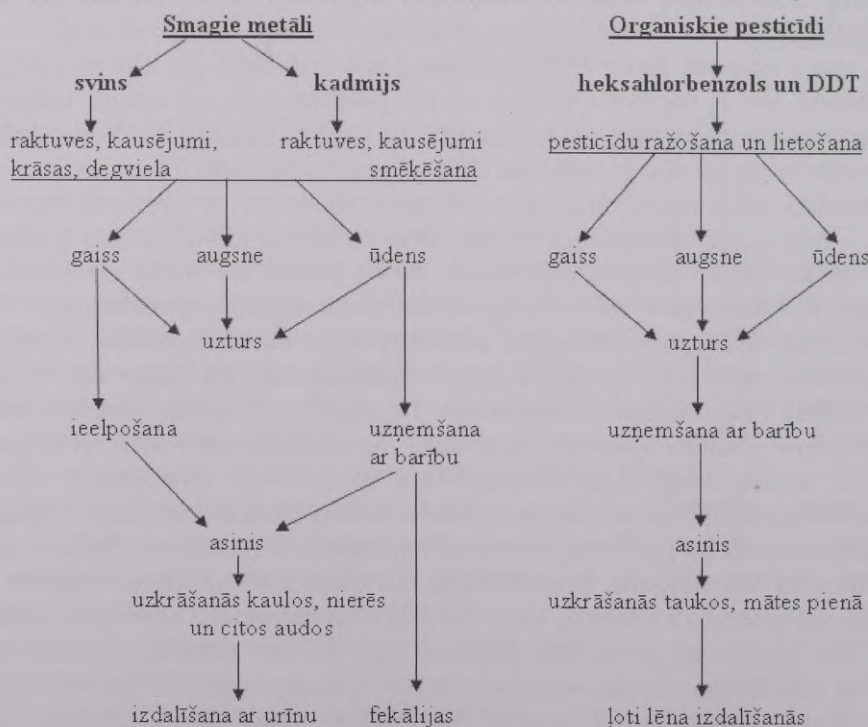 Smagie metāli
Organiskie pesticīdi
svins
kadmijs
heksahlorbenzols un DDT
raktuves, kausējumi,
krāsas, degviela
raktuves, kausējumi
smēķēšana
pesticīdu ražošana un lietošana
gaiss
augsne
ūdens
gaiss
augsne
ūdens
uzturs
uzturs
ieelpošana
uzņemšana
ar barību
uzņemšana ar barību
asinis
asinis
uzkrāšanās kaulos, nierēs
un citos audos
uzkrāšanās taukos, mātes pienā
izdalīšana ar urīnu
fekālijas
ļoti lēna izdalīšanās